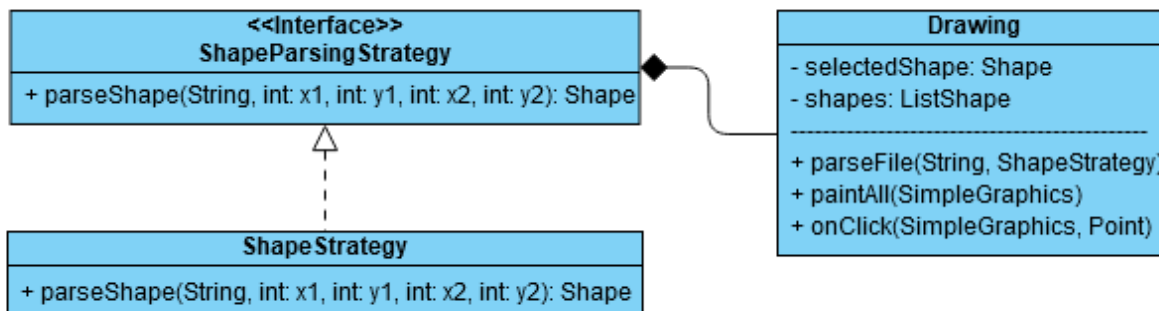 <<Interface>>
ShapeParsingStrategy
+ parseShape(String, int: x1, int: y1, int: x2, int: y2): Shape
ShapeStrategy
+ parseShape(String, int: x1, int: y1, int: x2, int: y2): Shape
Drawing
- selectedShape: Shape
- shapes: ListShape
+ parseFile(String, ShapeStrategy)
+ paintAll(SimpleGraphics)
+ onClick(SimpleGraphics, Point)